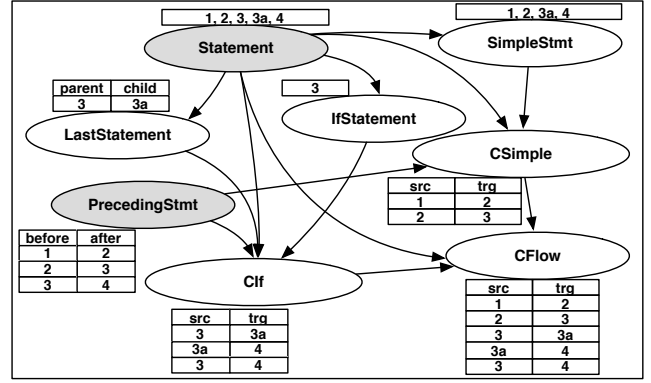 1, 2, 3, 3a, 4
Statement
1, 2, 3a, 4
SimpleStmt
parent child
3 3a
LastStatement
3
IfStatement
CSimple
src trg
1 2
2 3
PrecedingStmt
before after
1 2
2 3
3 4
CIf
src trg
3 3a
3a 4
3 4
CFlow
src trg
1 2
2 3
3 3a
3a 4
3 4